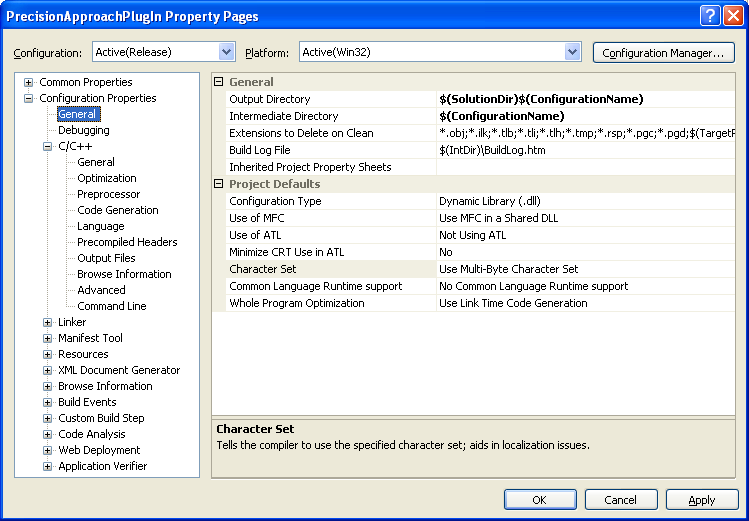 PrecisionApproachPlugIn Property Pages
Configuration: Active(Release) Platform: Active(Win32) Configuration Manager...
Common Properties
Configuration Properties
General
Debugging
C/C++
General
Optimization
Preprocessor
Code Generation
Language
Precompiled Headers
Output Files
Browse Information
Advanced
Command Line
Linker
Manifest Tool
Resources
XML Document Generator
Browse Information
Build Events
Custom Build Step
Code Analysis
Web Deployment
Application Verifier
General
Output Directory $(SolutionDir)$(ConfigurationName)
Intermediate Directory $(ConfigurationName)
Extensions to Delete on Clean *.obj;*.ilk;*.tlb;*.tli;*.tlh;*.tmp;*.rsp;*.pgc;*.pgd;$(TargetP
Build Log File $(IntDir)\BuildLog.htm
Inherited Project Property Sheets
Project Defaults
Configuration Type Dynamic Library (.dll)
Use of MFC Use MFC in a Shared DLL
Use of ATL Not Using ATL
Minimize CRT Use in ATL No
Character Set Use Multi-Byte Character Set
Common Language Runtime support No Common Language Runtime support
Whole Program Optimization Use Link Time Code Generation
Character Set
Tells the compiler to use the specified character set; aids in localization issues.
OK Cancel Apply